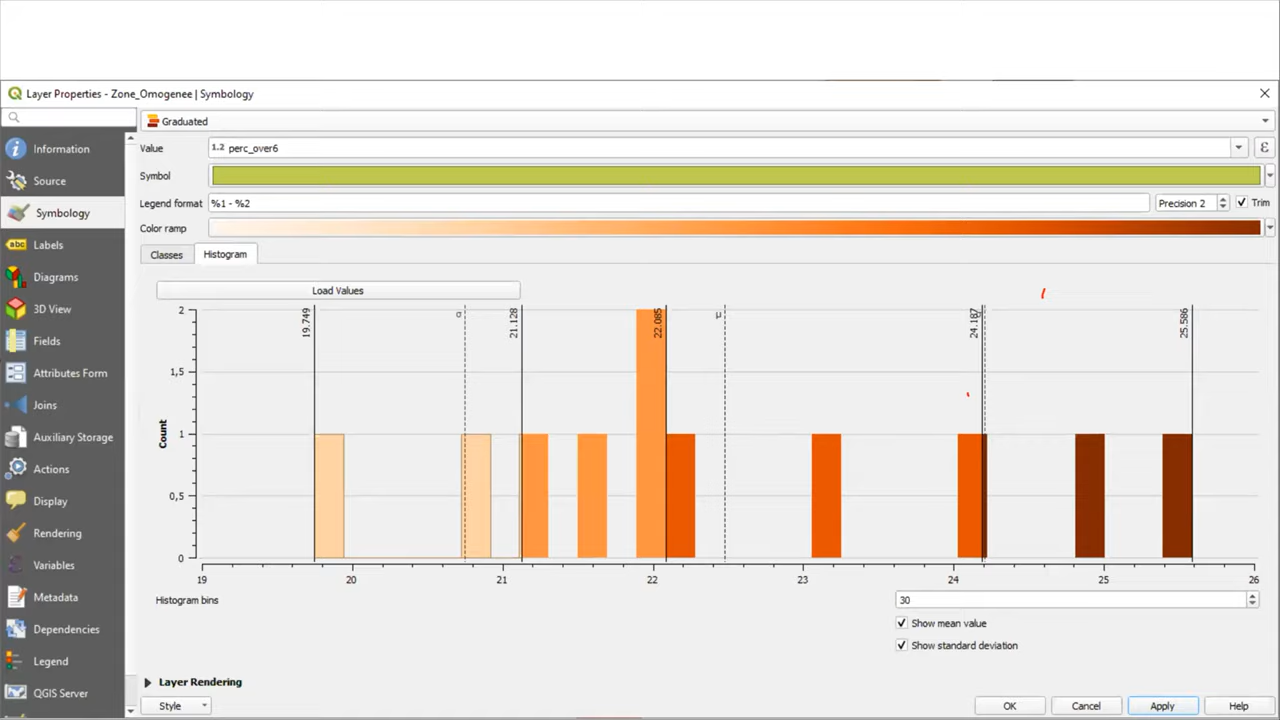 Layer Properties - Zone_Omogenee | Symbology
Graduated
Information
Value
1.2 perc_over6
ε
Source
Symbol
Symbology
Legend format
%1 - %2
Precision 2
Trim
Color ramp
Labels
abc
Classes
Histogram
Diagrams
Load Values
3D View
Fields
Attributes Form
Joins
Auxiliary Storage
Actions
Display
Rendering
Variables
Metadata
Dependencies
Legend
QGIS Server
2
1,5
1
0,5
0
Count
19.749
σ
21.128
22.085
μ
24.187
σ
25.586
19
20
21
22
23
24
25
26
Histogram bins
30
Show mean value
Show standard deviation
Layer Rendering
Style
OK
Cancel
Apply
Help